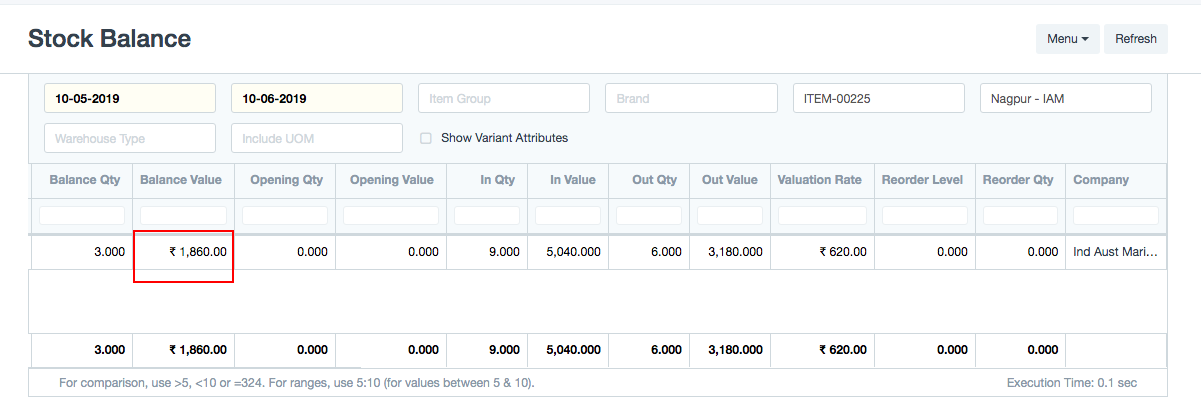 Stock Balance
Menu Refresh
10-05-2019 10-06-2019 Item Group Brand ITEM-00225 Nagpur - IAM
Warehouse Type Include UOM Show Variant Attributes
Balance Qty Balance Value Opening Qty Opening Value In Qty In Value Out Qty Out Value Valuation Rate Reorder Level Reorder Qty Company
3.000 ₹ 1,860.00 0.000 0.000 9.000 5,040.000 6.000 3,180.000 ₹ 620.00 0.000 0.000 Ind Aust Mari...
3.000 ₹ 1,860.00 0.000 0.000 9.000 5,040.000 6.000 3,180.000 ₹ 620.00 0.000 0.000
For comparison, use >5, <10 or =324. For ranges, use 5:10 (for values between 5 & 10). Execution Time: 0.1 sec